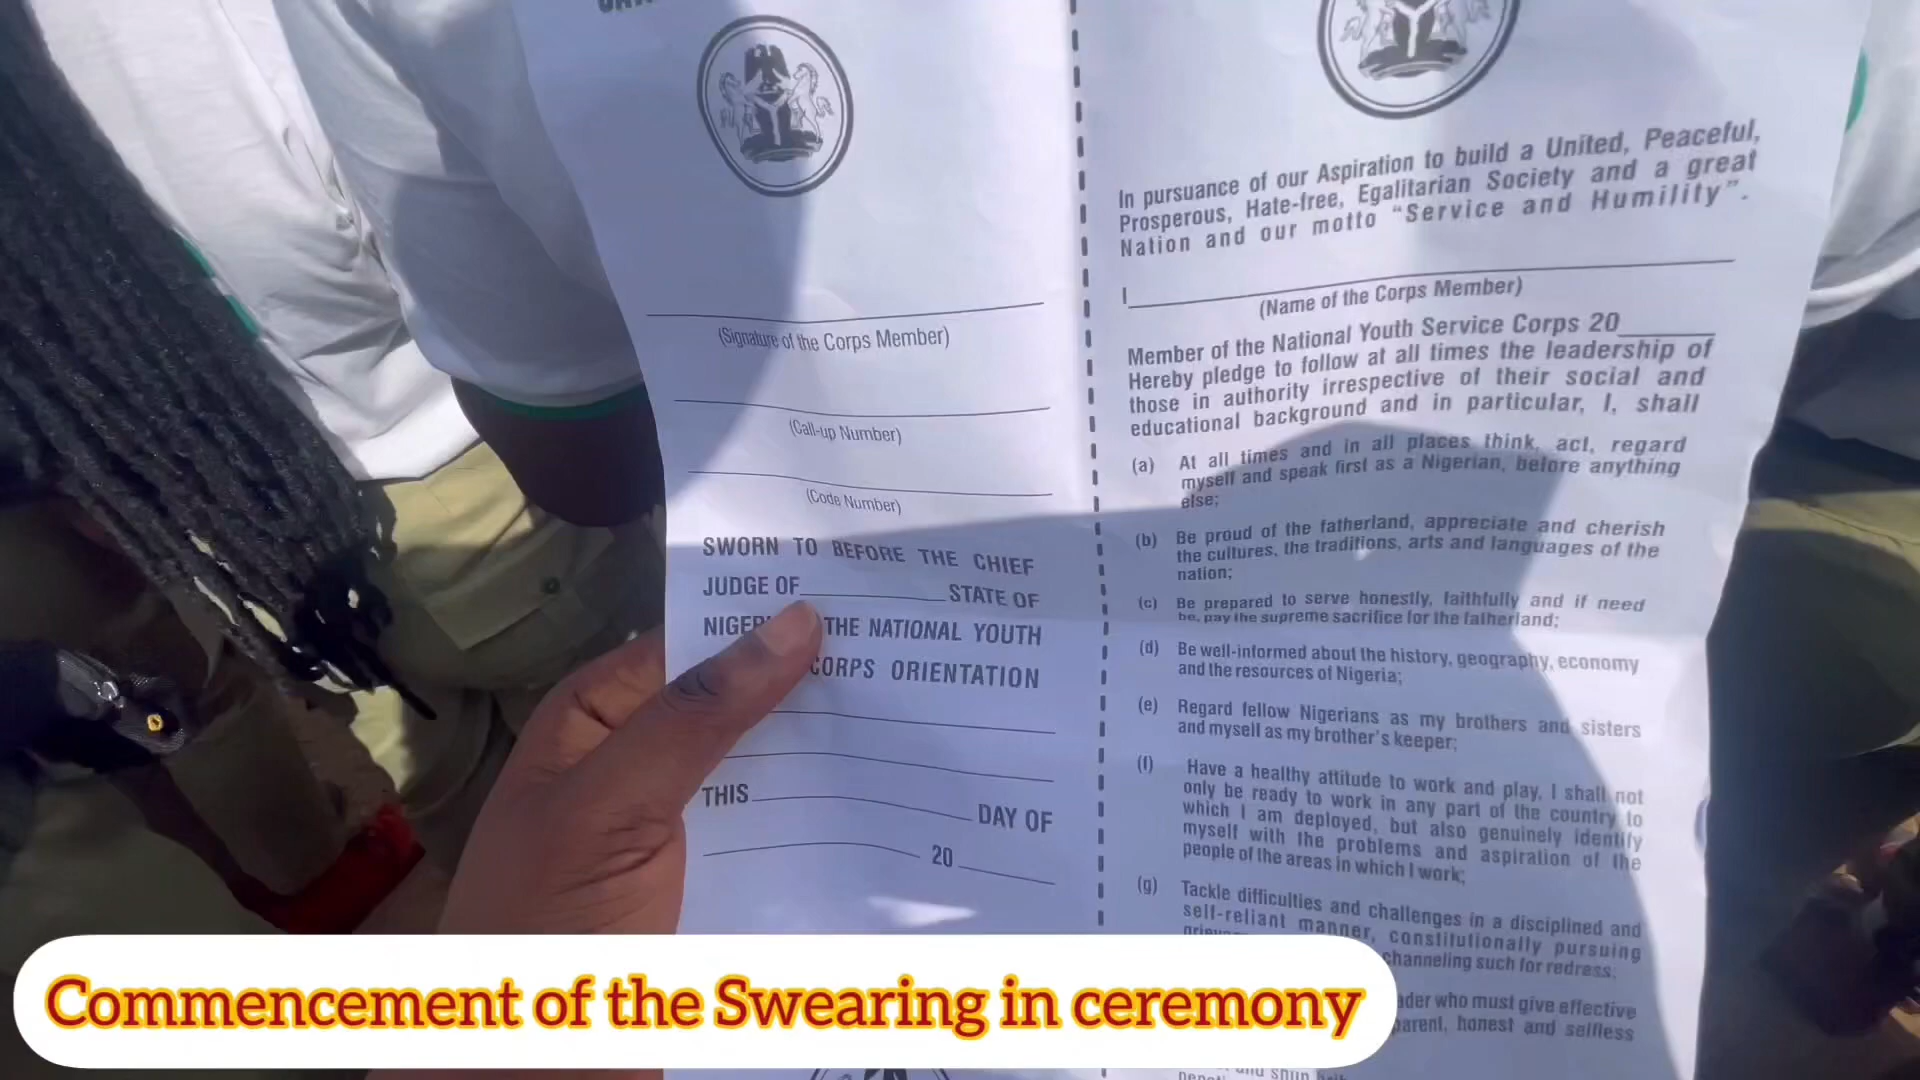 (Signature of the Corps Member)
(Call-up Number)
(Code Number)
SWORN TO BEFORE THE CHIEF
JUDGE OF STATE OF
THE NATIONAL YOUTH
CORPS ORIENTATION
THIS DAY OF
20
In pursuance of our Aspiration to build a United, Peaceful,
Prosperous, Hate-free, Egalitarian Society and a great
Nation and our motto “Service and Humility”.
I
(Name of the Corps Member)
Member of the National Youth Service Corps 20
Hereby pledge to follow at all times the leadership of
those in authority irrespective of their social and
educational background and in particular, I, shall
(a) At all times and in all places think, act, regard
myself and speak first as a Nigerian, before anything
else;
(b) Be proud of the fatherland, appreciate and cherish
the cultures, the traditions, arts and languages of the
nation;
(c) Be prepared to serve honestly, faithfully and if need
be, pay the supreme sacrifice for the fatherland;
(d) Be well-informed about the history, geography, economy
and the resources of Nigeria;
(e) Regard fellow Nigerians as my brothers and sisters
and myself as my brother's keeper;
(f) Have a healthy attitude to work and play, I shall not
only be ready to work in any part of the country to
which I am deployed, but also genuinely identify
myself with the problems and aspiration of the
people of the areas in which I work;
(g) Tackle difficulties and challenges in a disciplined and
self-reliant manner, constitutionally pursuing
channeling such for redress.
who must give effective
honest and selfless
and shun
Commencement of the Swearing in ceremony